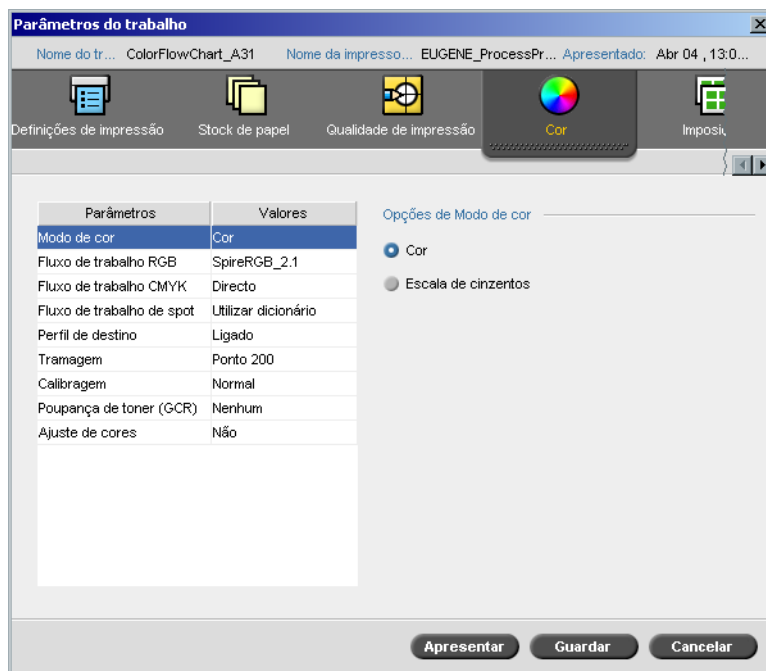 Parâmetros do trabalho
Nome do tr... ColorFlowChart_A31 Nome da impresso... EUGENE_ProcessPr... Apresentado: Abr 04 , 13:0...
Definições de impressão Stock de papel Qualidade de impressão Cor Imposiç
Parâmetros Valores Opções de Modo de cor
Modo de cor Cor
Cor
Fluxo de trabalho RGB SpireRGB_2.1
Fluxo de trabalho CMYK Directo
Escala de cinzentos
Fluxo de trabalho de spot Utilizar dicionário
Perfil de destino Ligado
Tramagem Ponto 200
Calibragem Normal
Poupança de toner (GCR) Nenhum
Ajuste de cores Não
Apresentar Guardar Cancelar